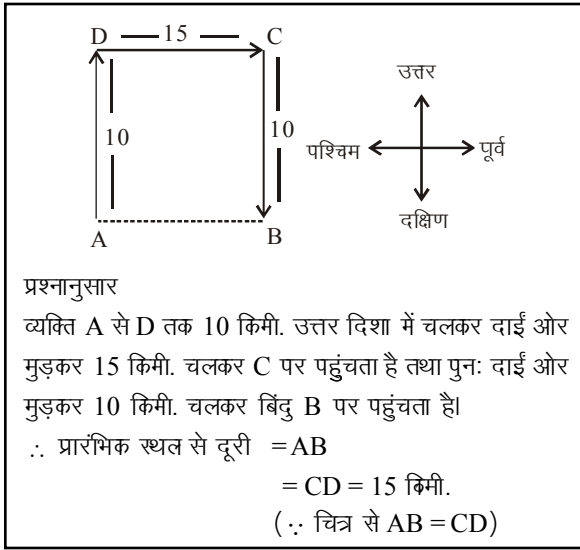 D 15 C
उत्तर
10
10
पश्चिम
पूर्व
दक्षिण
A B
प्रश्नानुसार
व्यक्ति A से D तक 10 किमी. उत्तर दिशा में चलकर दाईं ओर
मुड़कर 15 किमी. चलकर C पर पहुंचता है तथा पुनः दाईं ओर
मुड़कर 10 किमी. चलकर बिंदु B पर पहुंचता है।
∴ प्रारंभिक स्थल से दूरी = AB
= CD = 15 किमी.
(∵ चित्र से AB = CD)